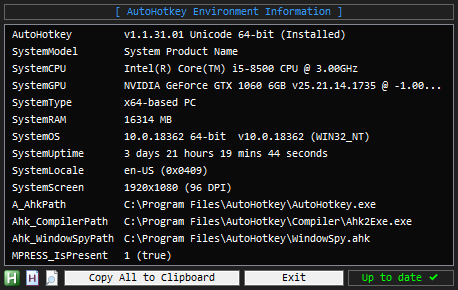 [ AutoHotkey Environment Information ]
AutoHotkey v1.1.31.01 Unicode 64-bit (Installed)
SystemModel System Product Name
SystemCPU Intel(R) Core(TM) i5-8500 CPU @ 3.00GHz
SystemGPU NVIDIA GeForce GTX 1060 6GB v25.21.14.1735 @ -1.00...
SystemType x64-based PC
SystemRAM 16314 MB
SystemOS 10.0.18362 64-bit v10.0.18362 (WIN32_NT)
SystemUptime 3 days 21 hours 19 mins 44 seconds
SystemLocale en-US (0x0409)
SystemScreen 1920x1080 (96 DPI)
A_AhkPath C:\Program Files\AutoHotkey\AutoHotkey.exe
Ahk_CompilerPath C:\Program Files\AutoHotkey\Compiler\Ahk2Exe.exe
Ahk_WindowSpyPath C:\Program Files\AutoHotkey\WindowSpy.ahk
MPRESS_IsPresent 1 (true)
H H Copy All to Clipboard Exit Up to date ✔